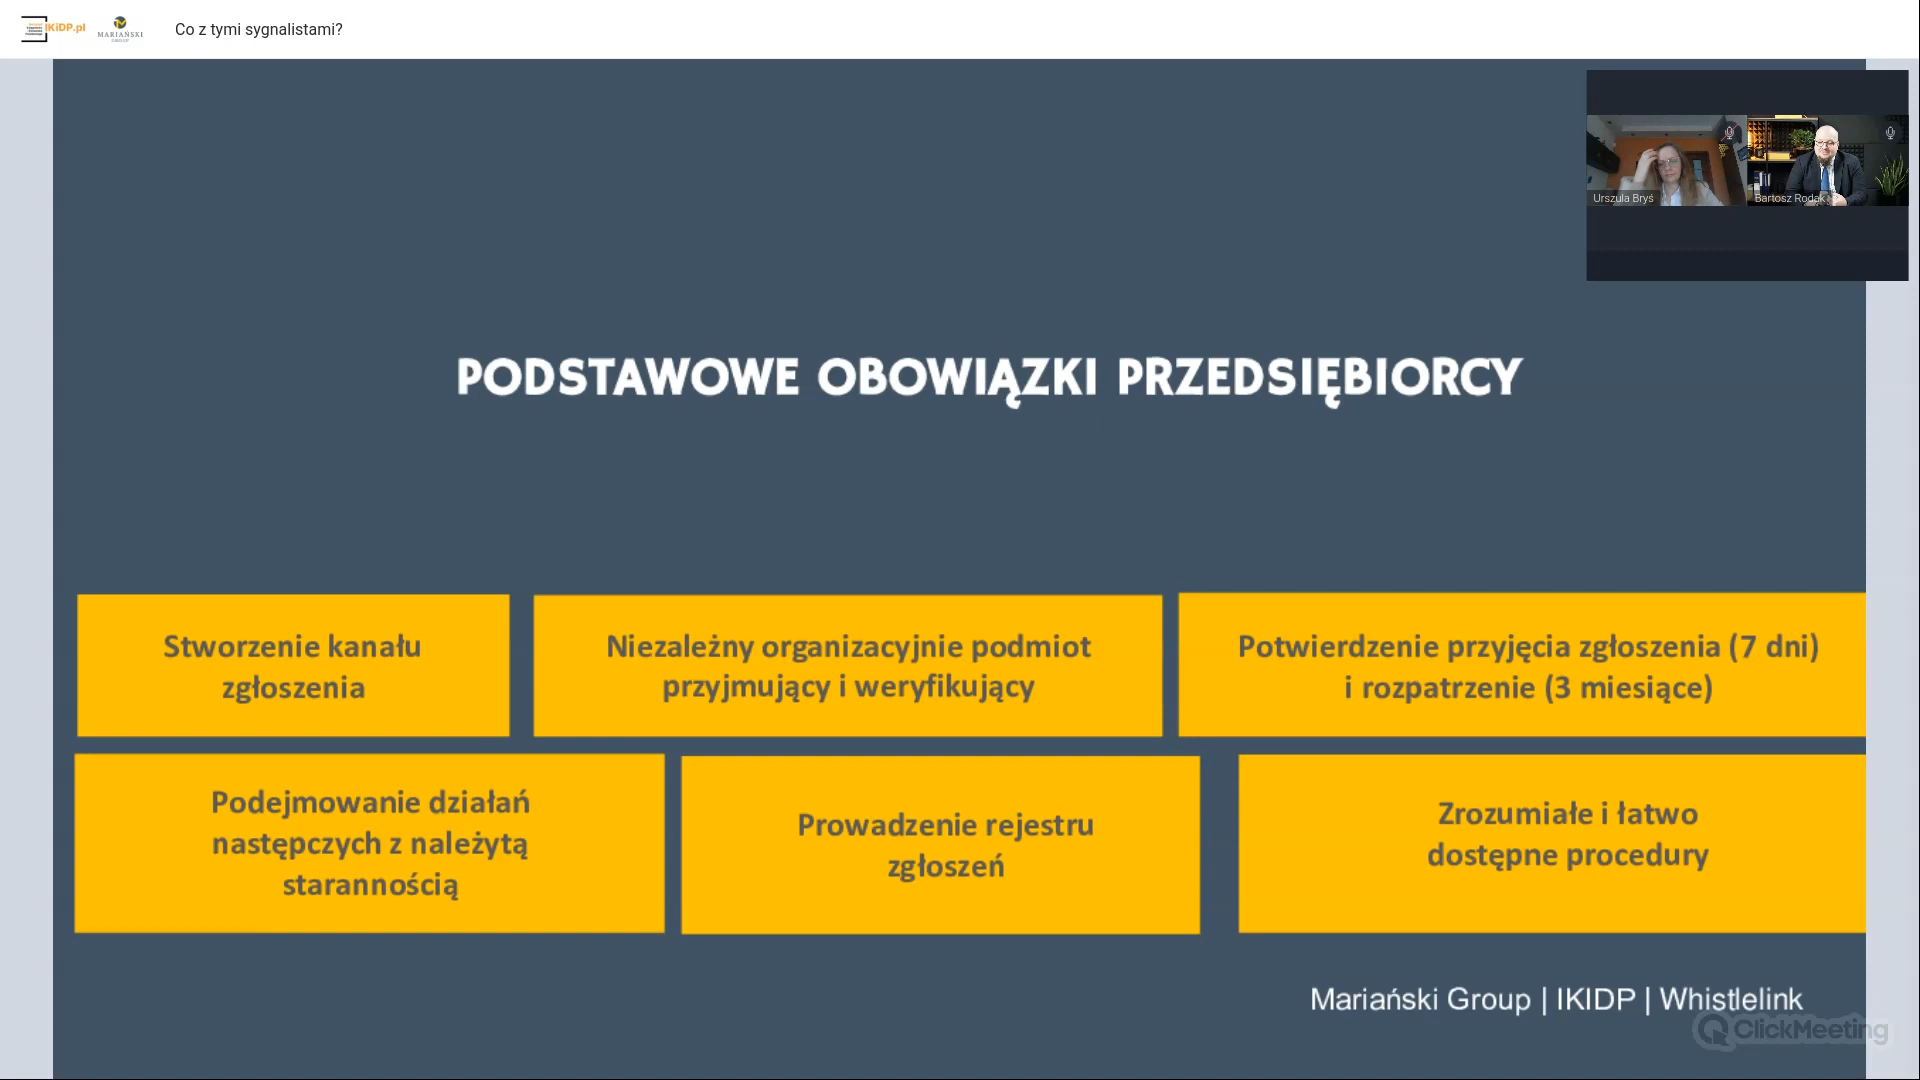 IKiDP.pl
MARIAŃSKI
GROUP
Co z tymi sygnalistami?
Urszula Bryś
Bartosz Rodak
PODSTAWOWE OBOWIĄZKI PRZEDSIĘBIORCY
Stworzenie kanału
zgłoszenia
Niezależny organizacyjnie podmiot
przyjmujący i weryfikujący
Potwierdzenie przyjęcia zgłoszenia (7 dni)
i rozpatrzenie (3 miesiące)
Podejmowanie działań
następczych z należytą
starannością
Prowadzenie rejestru
zgłoszeń
Zrozumiałe i łatwo
dostępne procedury
Mariański Group | IKIDP | Whistlelink
ClickMeeting